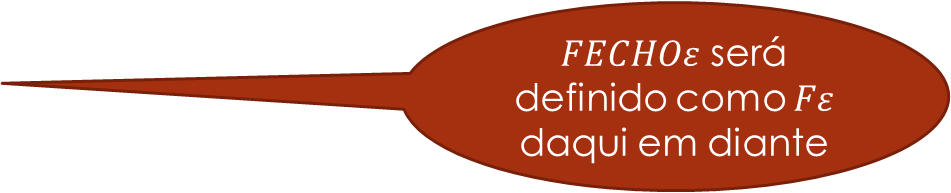 𝐹𝐸𝐶𝐻𝑂𝜀 será
definido como 𝐹𝜀
daqui em diante